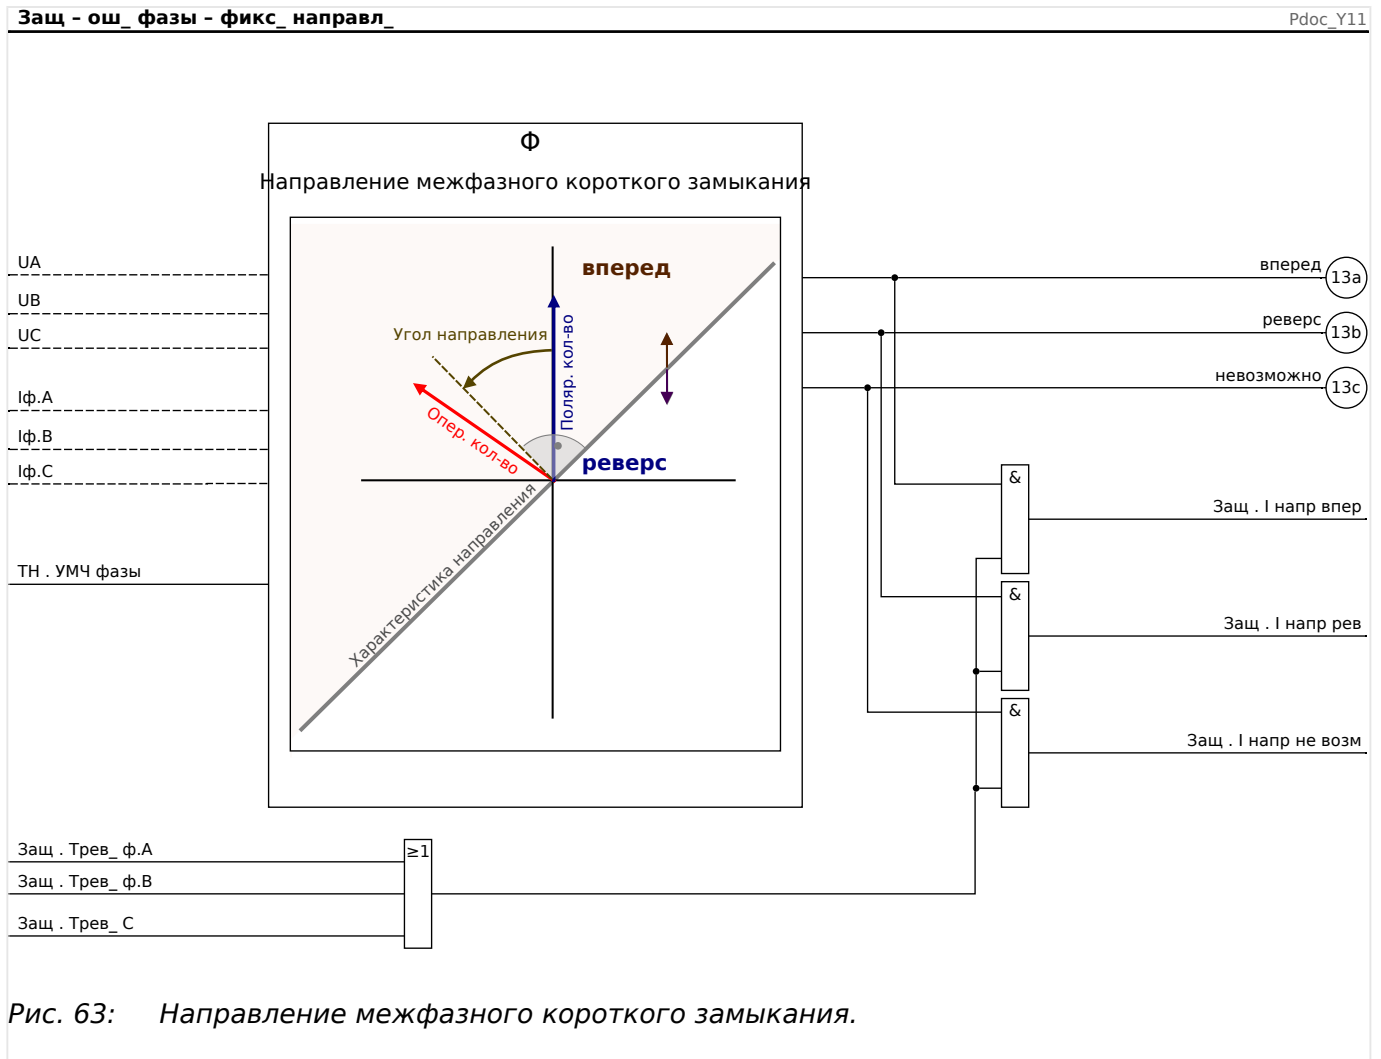 Защ – ош_ фазы – фикс_ направл_
Pdoc_Y11
Ф
Направление межфазного короткого замыкания
UA
UB
UC
Iф.A
Iф.B
Iф.C
ТН . УМЧ фазы
вперед
Угол направления
Поляр. кол-во
Опер. кол-во
реверс
Характеристика направления
вперед
13a
реверс
13b
невозможно
13c
&
Защ . I напр впер
&
Защ . I напр рев
&
Защ . I напр не возм
Защ . Трев_ ф.A
≥1
Защ . Трев_ ф.B
Защ . Трев_ C
Рис. 63: Направление межфазного короткого замыкания.